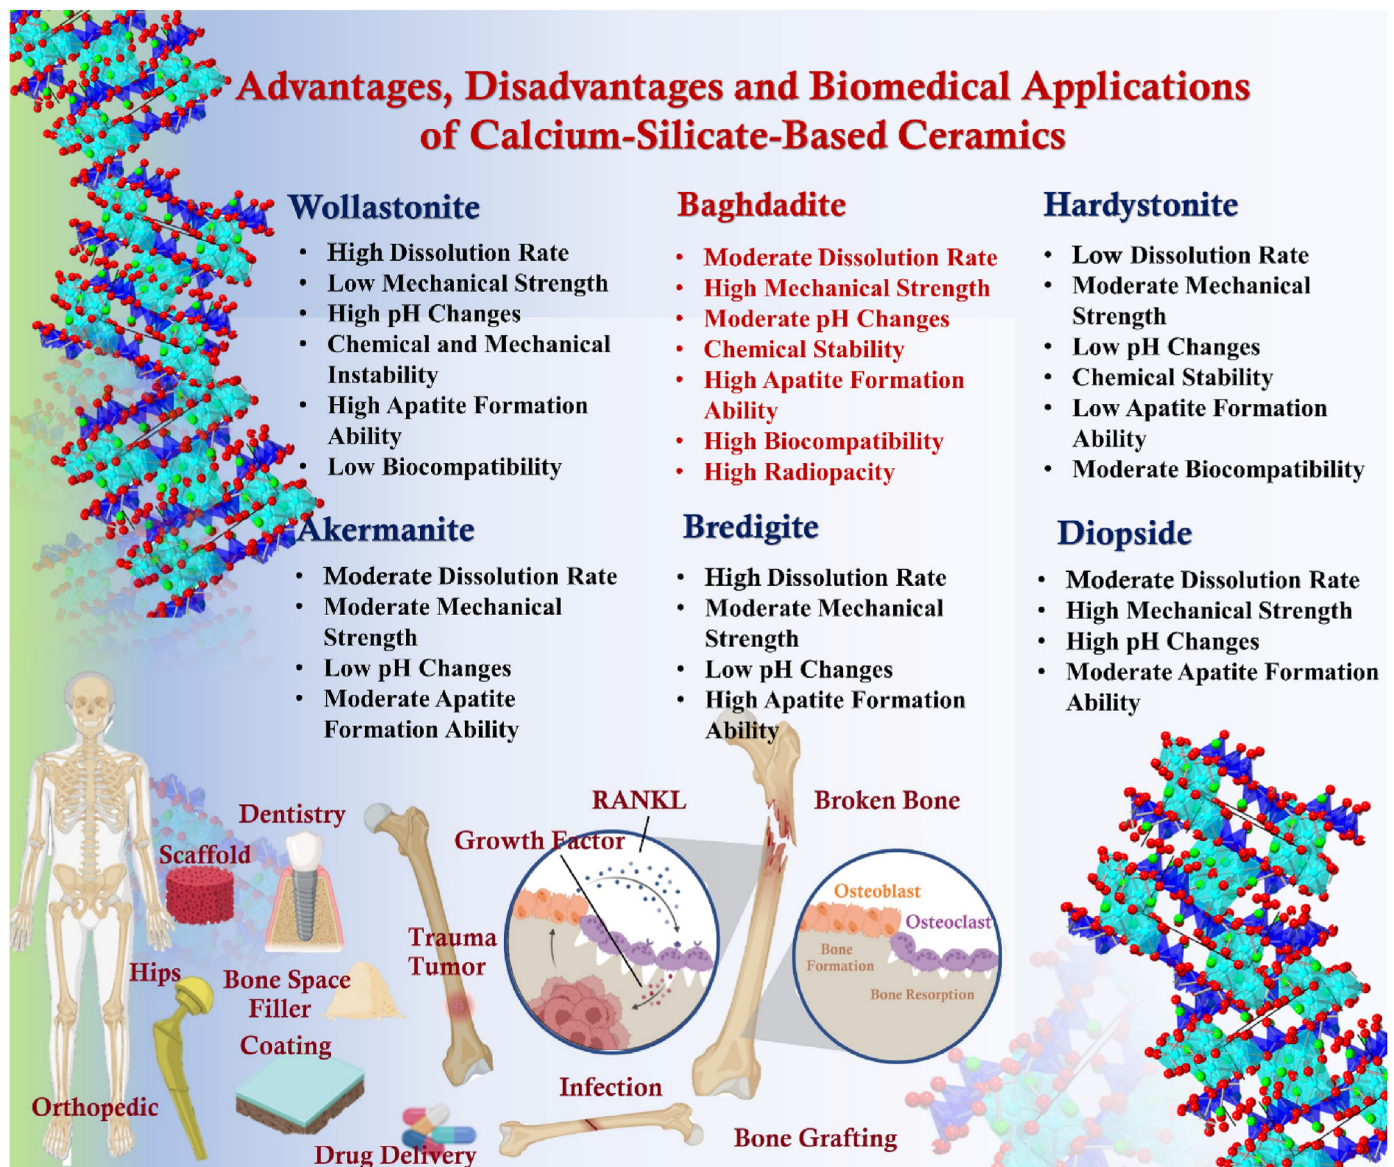 Advantages, Disadvantages and Biomedical Applications
of Calcium-Silicate-Based Ceramics
Wollastonite
• High Dissolution Rate
• Low Mechanical Strength
• High pH Changes
• Chemical and Mechanical
Instability
• High Apatite Formation
Ability
• Low Biocompatibility
Baghdadite
• Moderate Dissolution Rate
• High Mechanical Strength
• Moderate pH Changes
• Chemical Stability
• High Apatite Formation
Ability
• High Biocompatibility
• High Radiopacity
Hardystonite
• Low Dissolution Rate
• Moderate Mechanical
Strength
• Low pH Changes
• Chemical Stability
• Low Apatite Formation
Ability
• Moderate Biocompatibility
Akermanite
• Moderate Dissolution Rate
• Moderate Mechanical
Strength
• Low pH Changes
• Moderate Apatite
Formation Ability
Bredigite
• High Dissolution Rate
• Moderate Mechanical
Strength
• Low pH Changes
• High Apatite Formation
Ability
Diopside
• Moderate Dissolution Rate
• High Mechanical Strength
• High pH Changes
• Moderate Apatite Formation
Ability
Dentistry
Scaffold
Hips
Bone Space
Filler
Coating
Orthopedic
Drug Delivery
Trauma
Tumor
RANKL
Growth Factor
Broken Bone
Osteoblast
Osteoclast
Bone
Formation
Bone Resorption
Infection
Bone Grafting